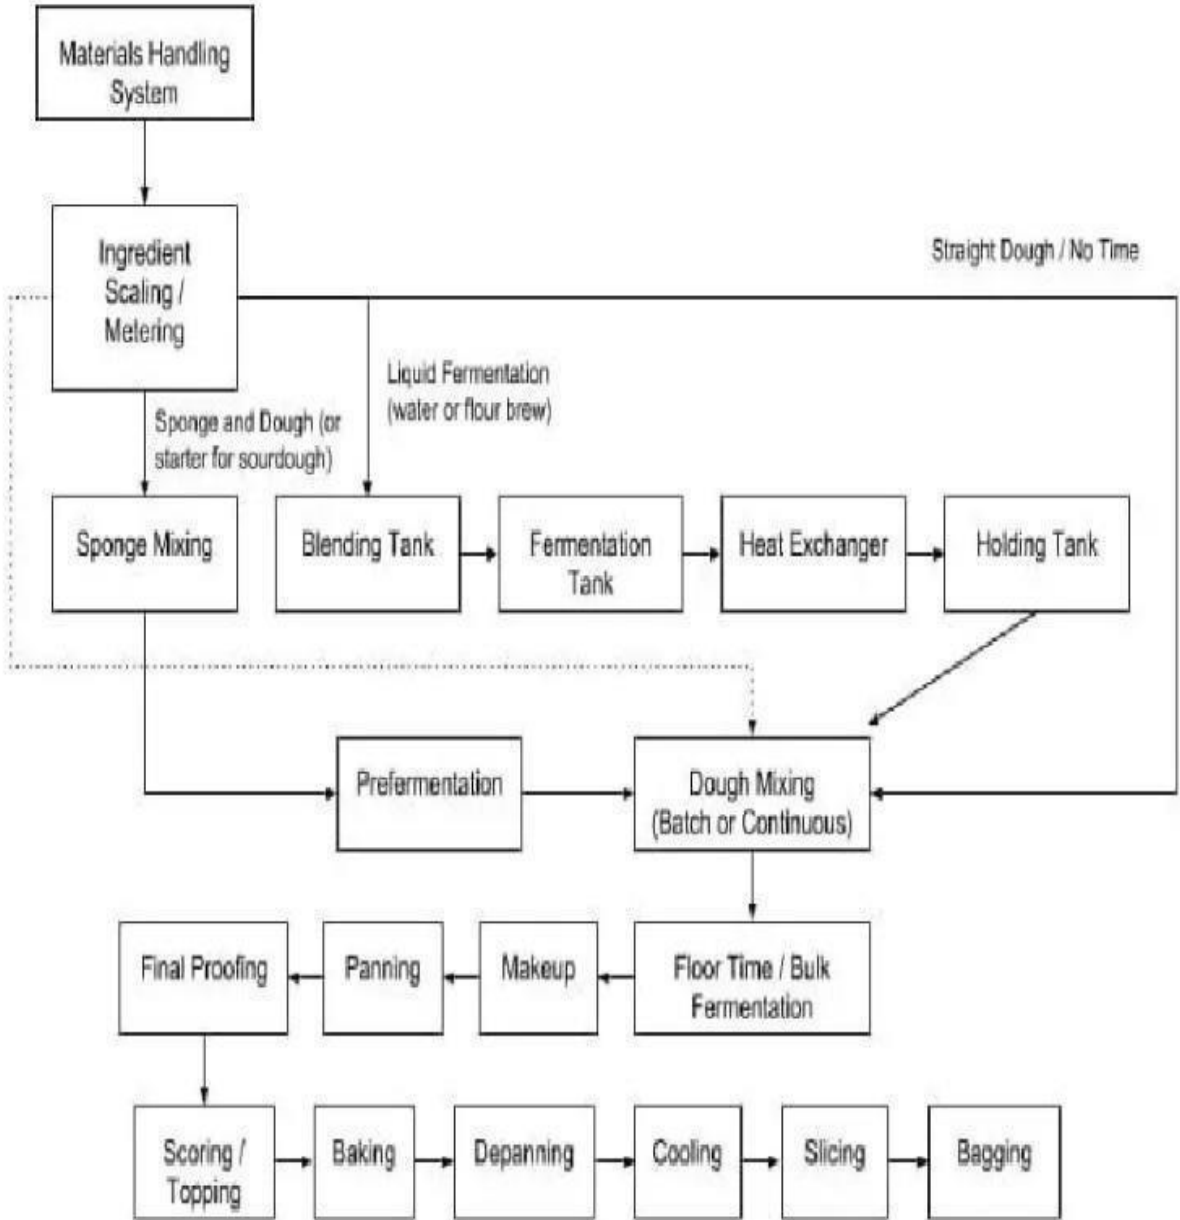 Materials Handling
System
Ingredient
Scaling /
Metering
Straight Dough / No Time
Liquid Fermentation
(water or flour brew)
Sponge and Dough (or
starter for sourdough)
Sponge Mixing
Blending Tank
Fermentation
Tank
Heat Exchanger
Holding Tank
Prefermentation
Dough Mixing
(Batch or Continuous)
Final Proofing
Panning
Makeup
Floor Time / Bulk
Fermentation
Scoring /
Topping
Baking
Depanning
Cooling
Slicing
Bagging